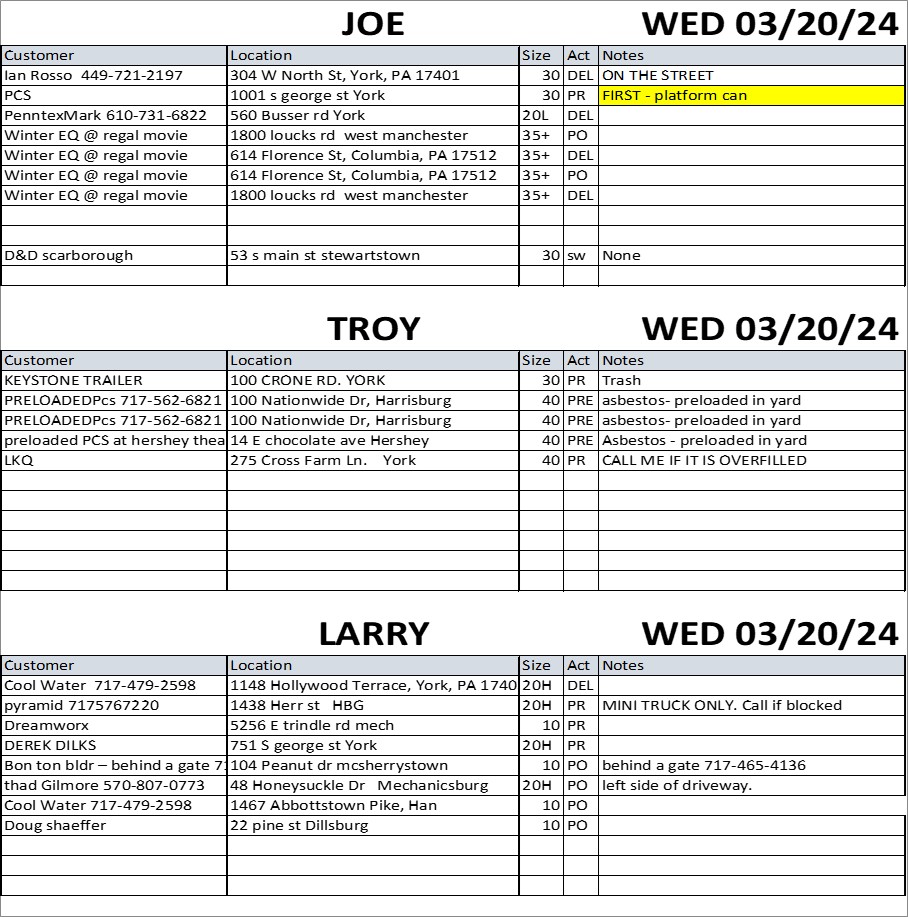 JOE WED 03/20/24
Customer Location Size Act Notes
Ian Rosso 449-721-2197 304 W North St, York, PA 17401 30 DEL ON THE STREET
PCS 1001 s george st York 30 PR FIRST - platform can
PenntexMark 610-731-6822 560 Busser rd York 20L DEL
Winter EQ @ regal movie 1800 loucks rd west manchester 35+ PO
Winter EQ @ regal movie 614 Florence St, Columbia, PA 17512 35+ DEL
Winter EQ @ regal movie 614 Florence St, Columbia, PA 17512 35+ PO
Winter EQ @ regal movie 1800 loucks rd west manchester 35+ DEL
D&D scarborough 53 s main st stewartstown 30 sw None
TROY WED 03/20/24
Customer Location Size Act Notes
KEYSTONE TRAILER 100 CRONE RD. YORK 30 PR Trash
PRELOADEDPcs 717-562-6821 100 Nationwide Dr, Harrisburg 40 PRE asbestos- preloaded in yard
PRELOADEDPcs 717-562-6821 100 Nationwide Dr, Harrisburg 40 PRE asbestos- preloaded in yard
preloaded PCS at hershey thea 14 E chocolate ave Hershey 40 PRE Asbestos - preloaded in yard
LKQ 275 Cross Farm Ln. York 40 PR CALL ME IF IT IS OVERFILLED
LARRY WED 03/20/24
Customer Location Size Act Notes
Cool Water 717-479-2598 1148 Hollywood Terrace, York, PA 1740 20H DEL
pyramid 7175767220 1438 Herr st HBG 20H PR MINI TRUCK ONLY. Call if blocked
Dreamworx 5256 E trindle rd mech 10 PR
DEREK DILKS 751 S george st York 20H PR
Bon ton bldr – behind a gate 71 104 Peanut dr mcsherrystown 10 PO behind a gate 717-465-4136
thad Gilmore 570-807-0773 48 Honeysuckle Dr Mechanicsburg 20H PO left side of driveway.
Cool Water 717-479-2598 1467 Abbottstown Pike, Han 10 PO
Doug shaeffer 22 pine st Dillsburg 10 PO